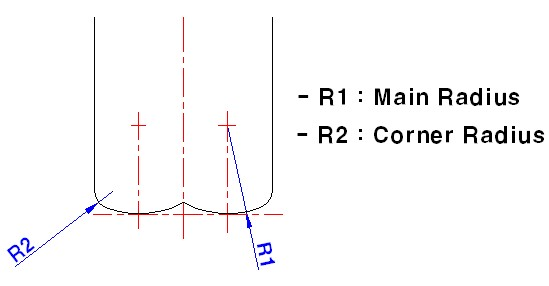 - R1 : Main Radius
- R2 : Corner Radius
R2
R1